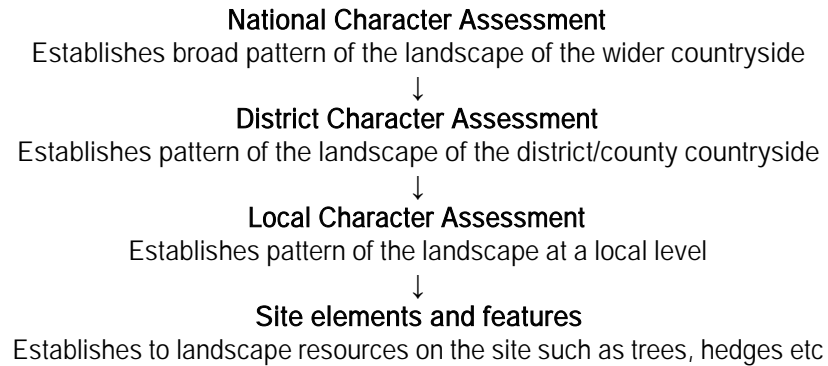 National Character Assessment
Establishes broad pattern of the landscape of the wider countryside
↓
District Character Assessment
Establishes pattern of the landscape of the district/county countryside
↓
Local Character Assessment
Establishes pattern of the landscape at a local level
↓
Site elements and features
Establishes to landscape resources on the site such as trees, hedges etc